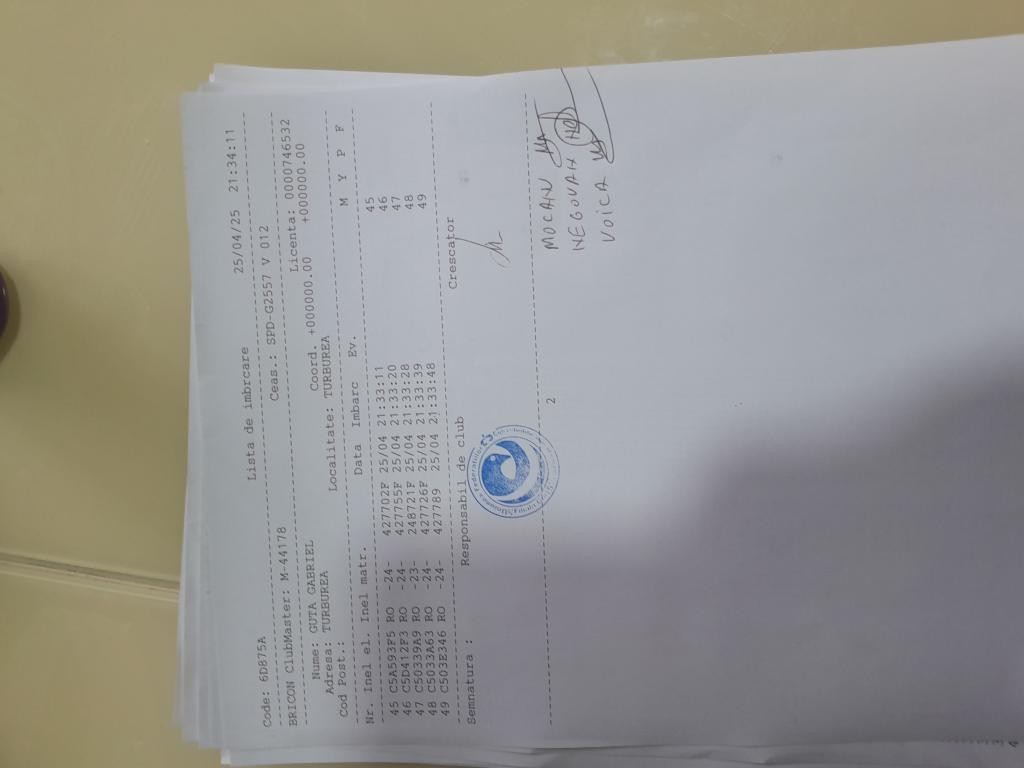 Code: 6D875A Lista de imbrcare 25/04/25 21:34:11
BRICON ClubMaster: M-44178 Ceas.: SPD-G2557 V 012
Nume: GUTA GABRIEL Licenta: 0000746532
Adresa: TURBUREA Coord. +000000.00 +000000.00
Cod Post.: Localitate: TURBUREA
Nr. Inel el. Inel matr. Data Imbarc Ev. M Y P F
45 C5A593F5 RO -24- 427702F 25/04 21:33:11 45
46 C5D412F3 RO -24- 427755F 25/04 21:33:20 46
47 C50339A9 RO -23- 248721F 25/04 21:33:28 47
48 C5033A63 RO -24- 427726F 25/04 21:33:39 48
49 C503E346 RO -24- 427789 25/04 21:33:48 49
Semnatura : Responsabil de club Crescator
2
MOCAN
NEGOVAN
VOICA